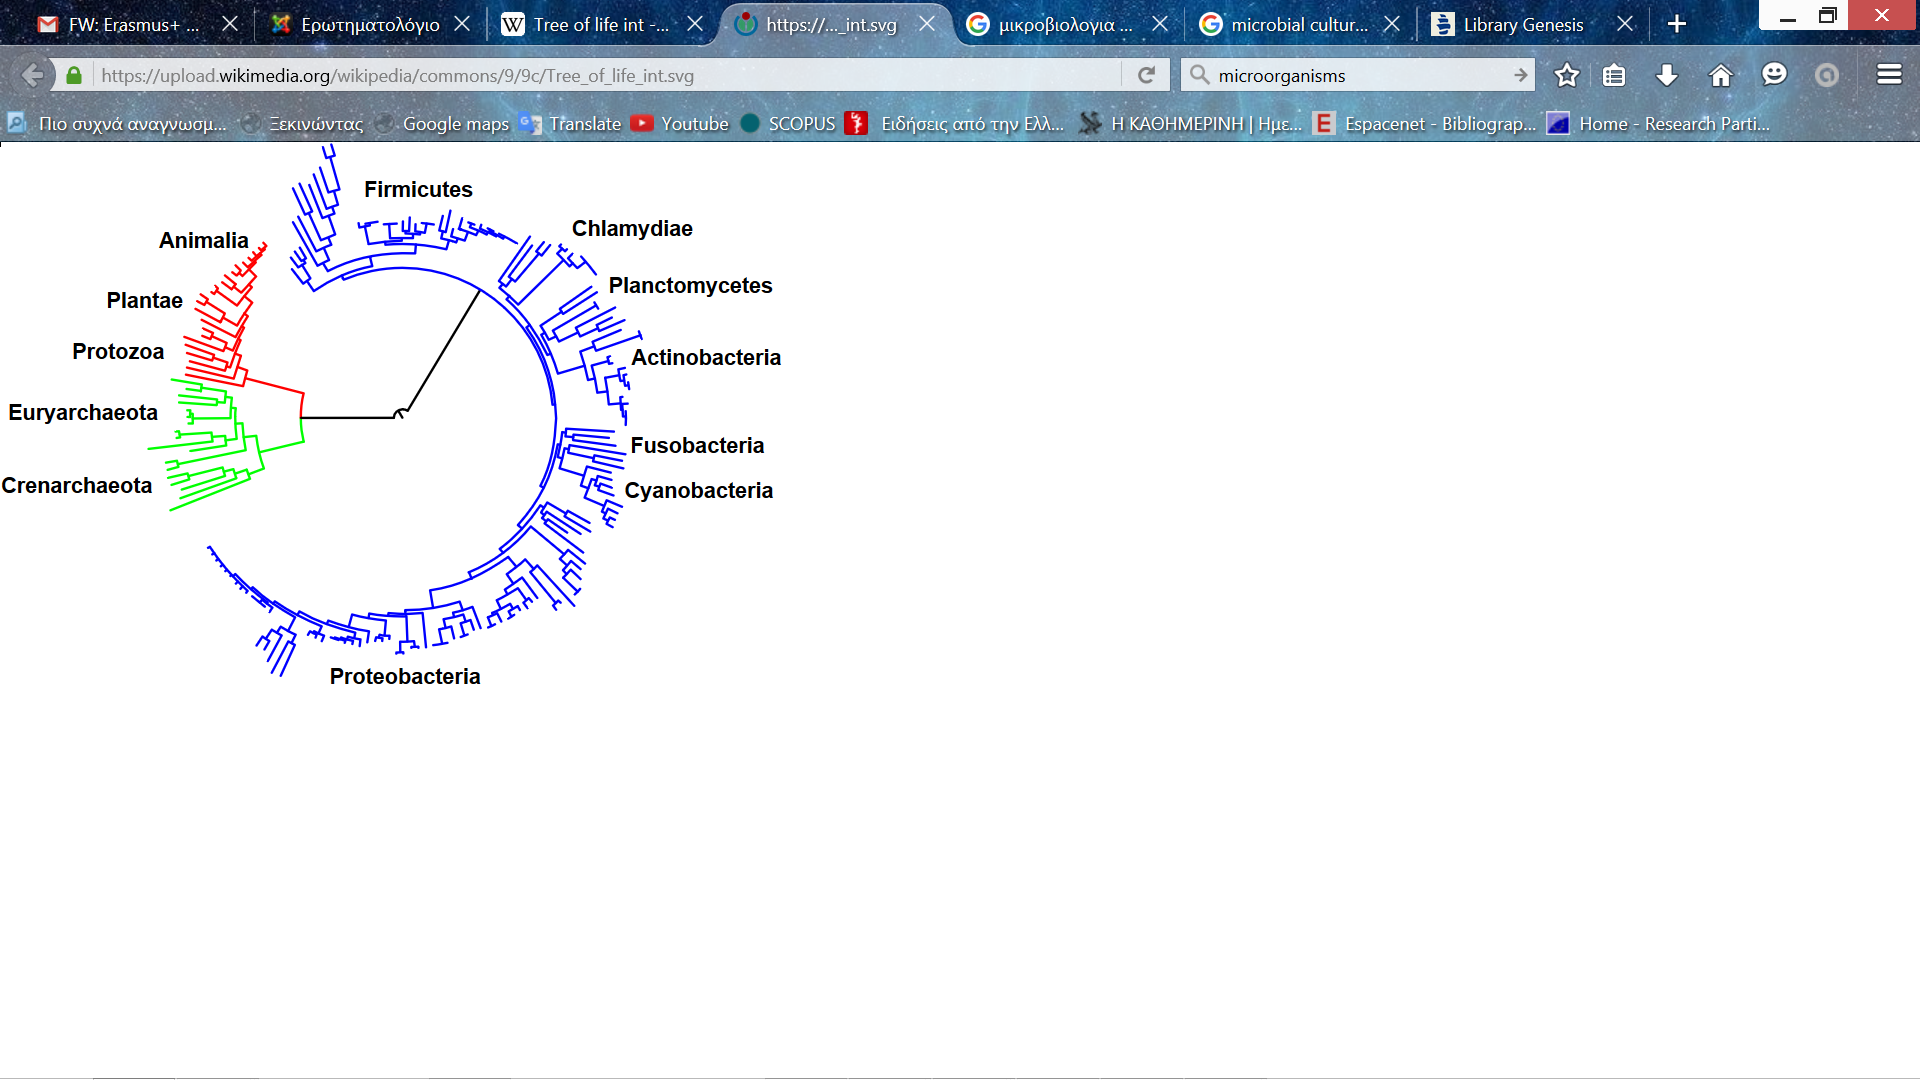 FW: Erasmus+ ...
Ερωτηματολόγιο
Tree of life int -...
https://..._int.svg
μικροβιολογια ...
microbial cultur...
Library Genesis
https://upload.wikimedia.org/wikipedia/commons/9/9c/Tree_of_life_int.svg
microorganisms
Πιο συχνά αναγνωσμ...
Ξεκινώντας
Google maps
Translate
Youtube
SCOPUS
Ειδήσεις από την Ελλ...
Η ΚΑΘΗΜΕΡΙΝΗ | Ημε...
Espacenet - Bibliograp...
Home - Research Parti...
Firmicutes
Chlamydiae
Animalia
Planctomycetes
Plantae
Protozoa
Actinobacteria
Euryarchaeota
Fusobacteria
Crenarchaeota
Cyanobacteria
Proteobacteria